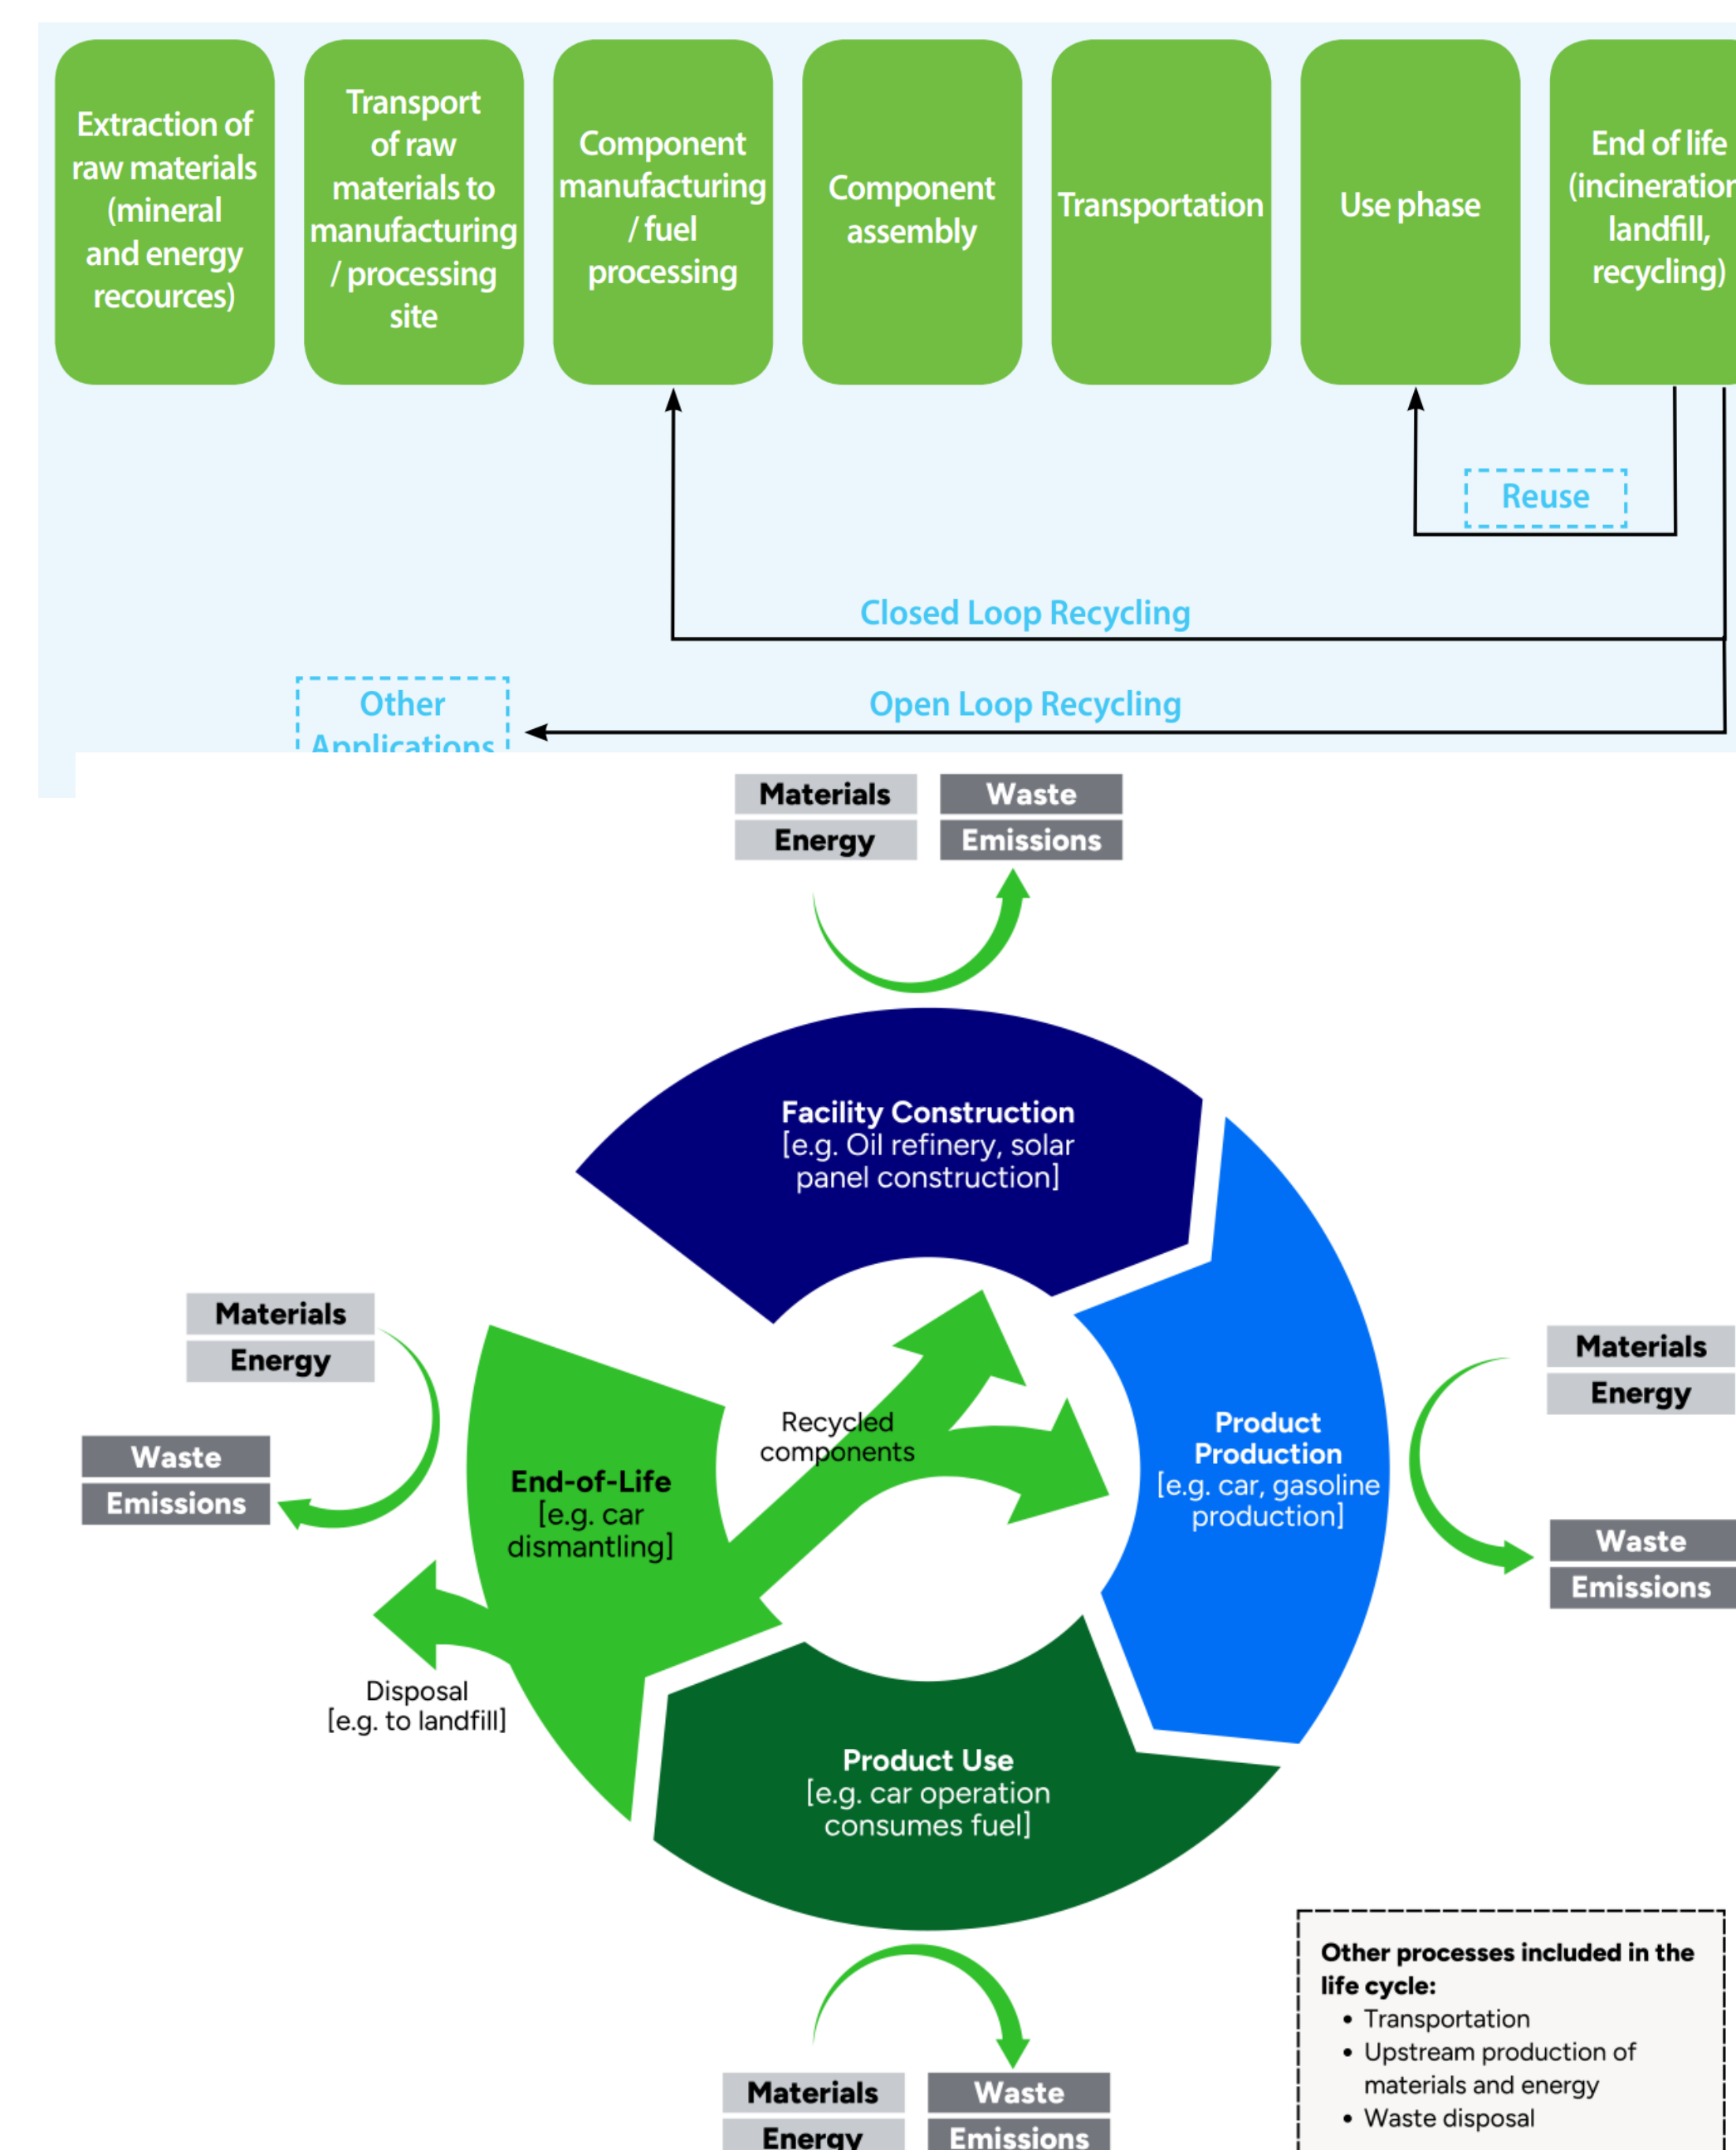 Extraction of
raw materials
(mineral
and energy
recources)
Transport
of raw
materials to
manufacturing
/ processing
site
Component
manufacturing
/ fuel
processing
Component
assembly
Transportation
Use phase
End of life
(incineration
landfill,
recycling)
Reuse
Closed Loop Recycling
Open Loop Recycling
Other
Applications
Materials
Energy
Waste
Emissions
Facility Construction
[e.g. Oil refinery, solar
panel construction]
Materials
Energy
Waste
Emissions
Recycled
components
End-of-Life
[e.g. car
dismantling]
Product
Production
[e.g. car, gasoline
production]
Materials
Energy
Waste
Emissions
Disposal
[e.g. to landfill]
Product Use
[e.g. car operation
consumes fuel]
Materials
Energy
Waste
Emissions
Other processes included in the
life cycle:
• Transportation
• Upstream production of
materials and energy
• Waste disposal